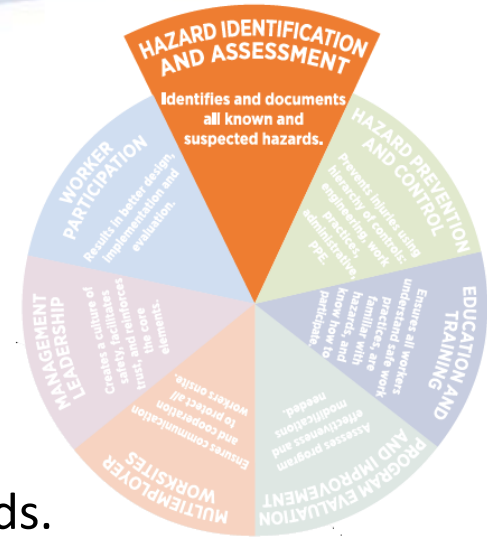 HAZARD IDENTIFICATION
AND ASSESSMENT
Identifies and documents
all known and
suspected hazards.
HAZARD PREVENTION
AND CONTROL
Prevents injuries using
hierarchy of controls:
engineering, work
practices,
administrative,
PPE.
EDUCATION AND
TRAINING
Ensures all workers
understand safe work
practices, are
familiar with
hazards, and
know how to
participate.
PROGRAM EVALUATION
AND IMPROVEMENT
Assesses program
effectiveness and
modifications
needed.
MULTIEMPLOYER
WORKSITES
Ensures communication
and cooperation
to protect all
workers onsite.
MANAGEMENT
LEADERSHIP
Creates a culture of
safety, facilitates
trust, and reinforces
the core
elements.
WORKER
PARTICIPATION
Results in better design,
implementation and
evaluation.
ds.